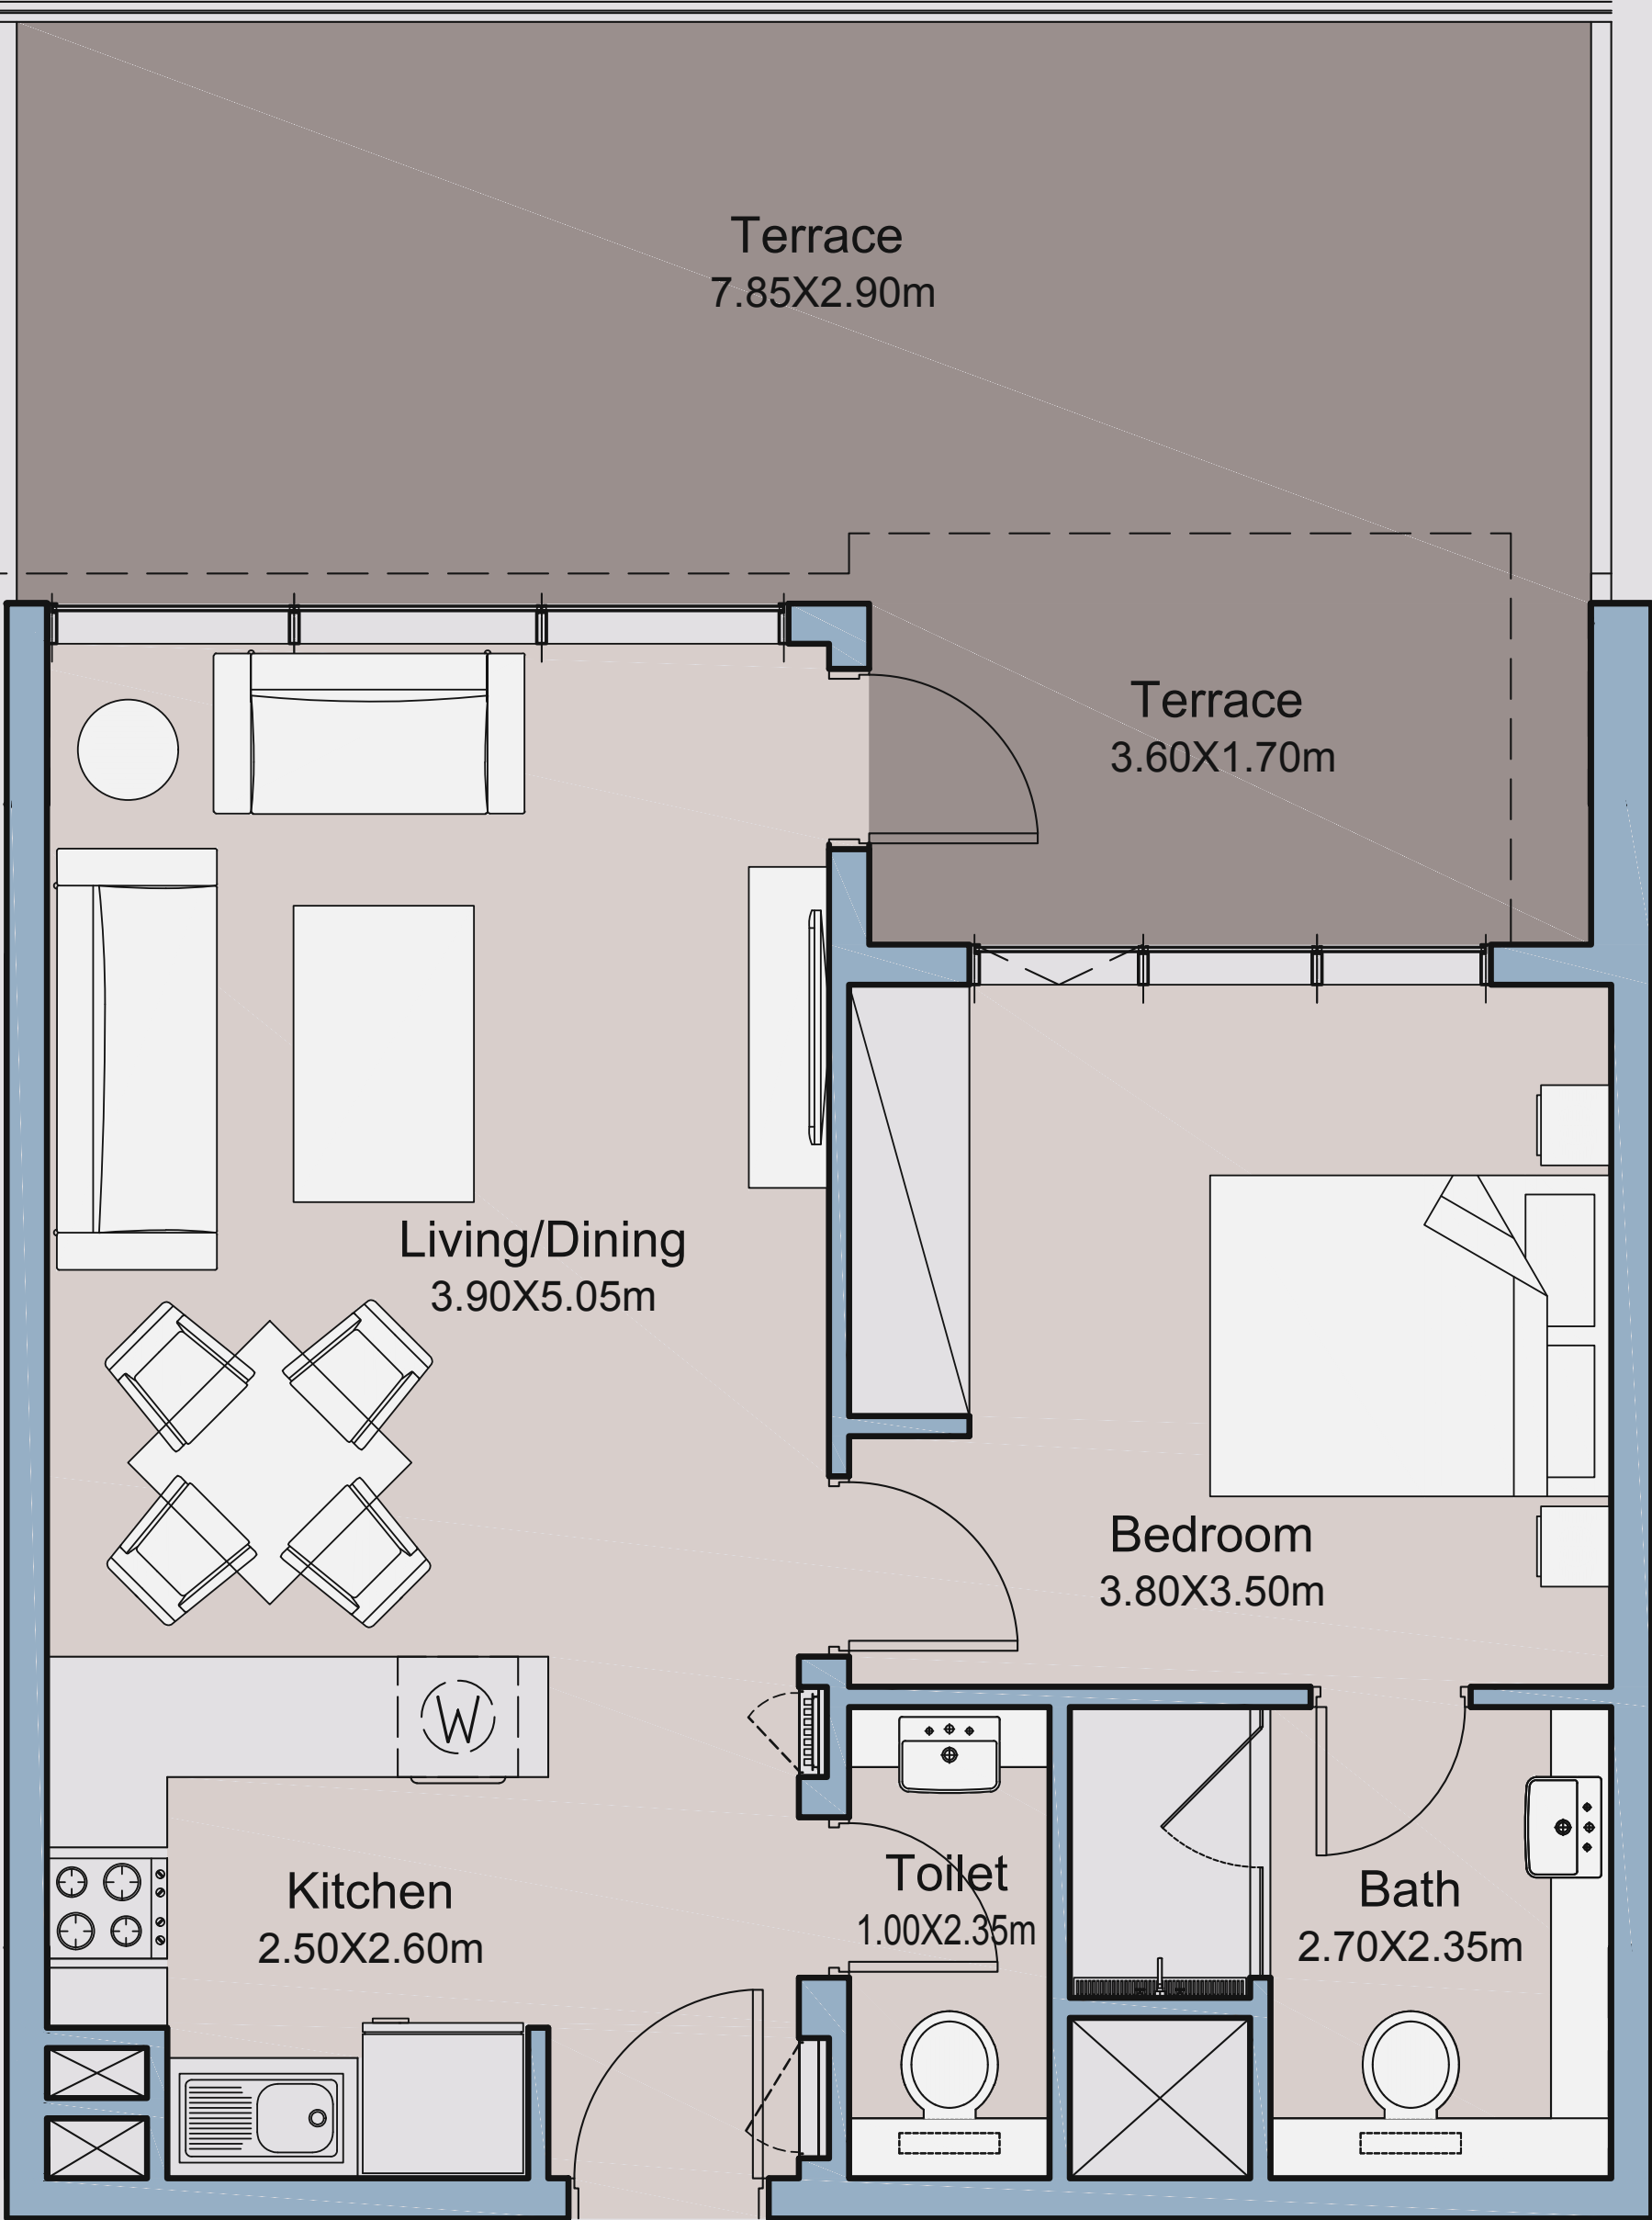 Terrace
7.85X2.90m
Terrace
3.60X1.70m
Living/Dining
3.90X5.05m
Bedroom
3.80X3.50m
W
Toilet
1.00X2.35m
Kitchen
2.50X2.60m
Bath
2.70X2.35m